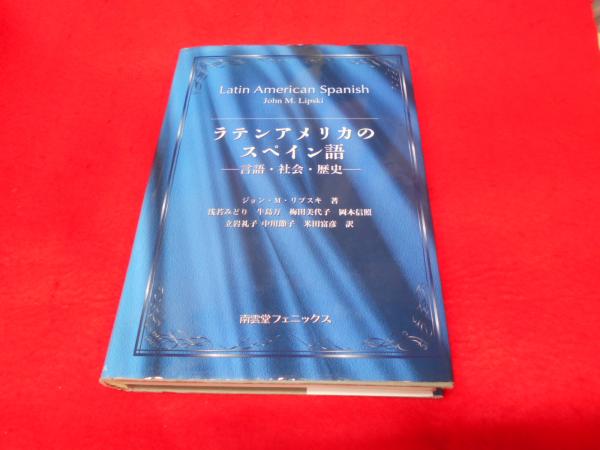 Latin American Spanish
John M. Lipski
ラテンアメリカの
スペイン語
―言語・社会・歴史―
ジョン・M・リプスキ 著
浅若みどり 牛島万 梅田美代子 岡本信照
立岩礼子 中川節子 米田富彦 訳
南雲堂フェニックス